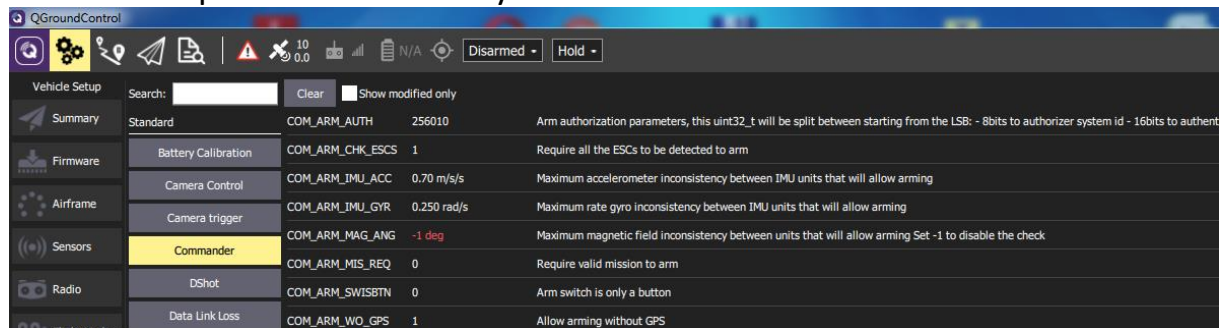 QGroundControl
10
0.0
N/A
Disarmed
Hold
Vehicle Setup
Search:
Clear
Show modified only
Summary
Standard
COM_ARM_AUTH 256010 Arm authorization parameters, this uint32_t will be split between starting from the LSB: - 8bits to authorizer system id - 16bits to authent
Firmware
Battery Calibration
COM_ARM_CHK_ESCS 1 Require all the ESCs to be detected to arm
Camera Control
COM_ARM_IMU_ACC 0.70 m/s/s Maximum accelerometer inconsistency between IMU units that will allow arming
Airframe
Camera trigger
COM_ARM_IMU_GYR 0.250 rad/s Maximum rate gyro inconsistency between IMU units that will allow arming
Sensors
Commander
COM_ARM_MAG_ANG -1 deg Maximum magnetic field inconsistency between units that will allow arming Set -1 to disable the check
COM_ARM_MIS_REQ 0 Require valid mission to arm
Radio
DShot
COM_ARM_SWISBTN 0 Arm switch is only a button
Data Link Loss
COM_ARM_WO_GPS 1 Allow arming without GPS